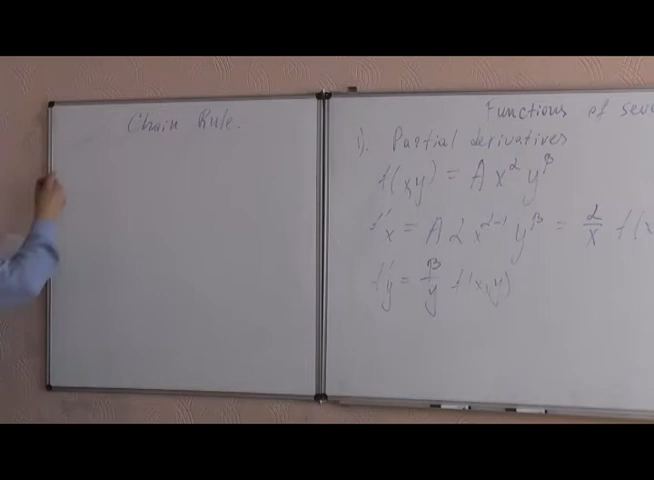 Chain Rule.
Functions of seve
1). Partial derivatives
f(x,y) = A x^α y^β
f'x = A α x^α-1 y^β = α/x f(x
f'y = β/y f(x,y)